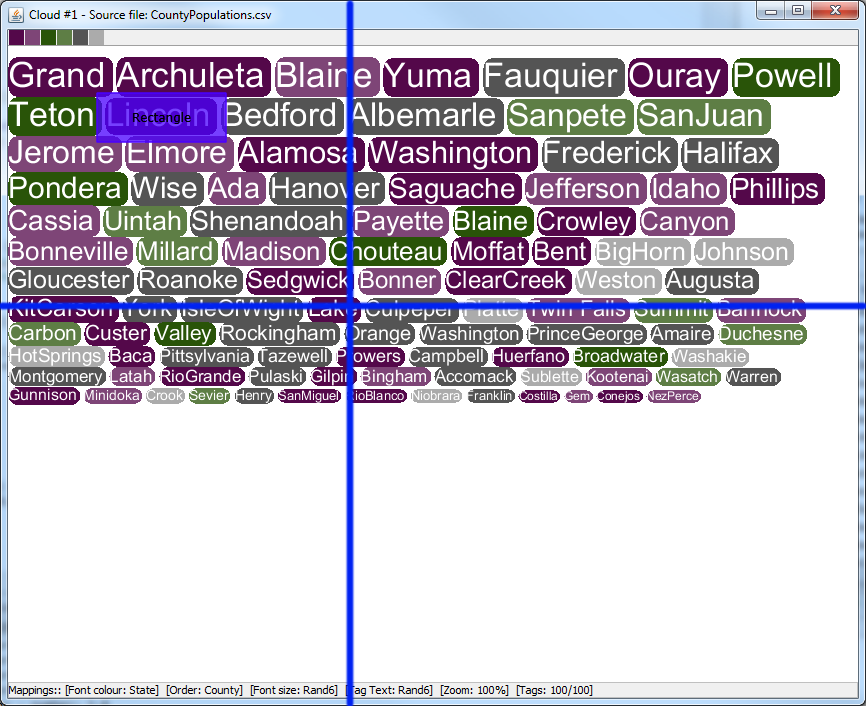 Cloud #1 - Source file: CountyPopulations.csv
Grand Archuleta Blaine Yuma Fauquier Ouray Powell
Teton Lincoln Rectangle Bedford Albemarle Sanpete SanJuan
Jerome Elmore Alamosa Washington Frederick Halifax
Pondera Wise Ada Hanover Saguache Jefferson Idaho Phillips
Cassia Uintah Shenandoah Payette Blaine Crowley Canyon
Bonneville Millard Madison Chouteau Moffat Bent BigHorn Johnson
Gloucester Roanoke Sedgwick Bonner ClearCreek Weston Augusta
KitCarson York IsleOfWight Lake Culpeper Platte Twin Falls Summit Bannock
Carbon Custer Valley Rockingham Orange Washington PrinceGeorge Amaire Duchesne
HotSprings Baca Pittsylvania Tazewell Prowers Campbell Huerfano Broadwater Washakie
Montgomery Latah RioGrande Pulaski Gilpin Bingham Accomack Sublette Kootenai Wasatch Warren
Gunnison Minidoka Crook Sevier Henry SanMiguel RioBlanco Niobrara Franklin Costilla Gem Conejos NezPerce
Mappings:: [Font colour: State] [Order: County] [Font size: Rand6] [Tag Text: Rand6] [Zoom: 100%] [Tags: 100/100]